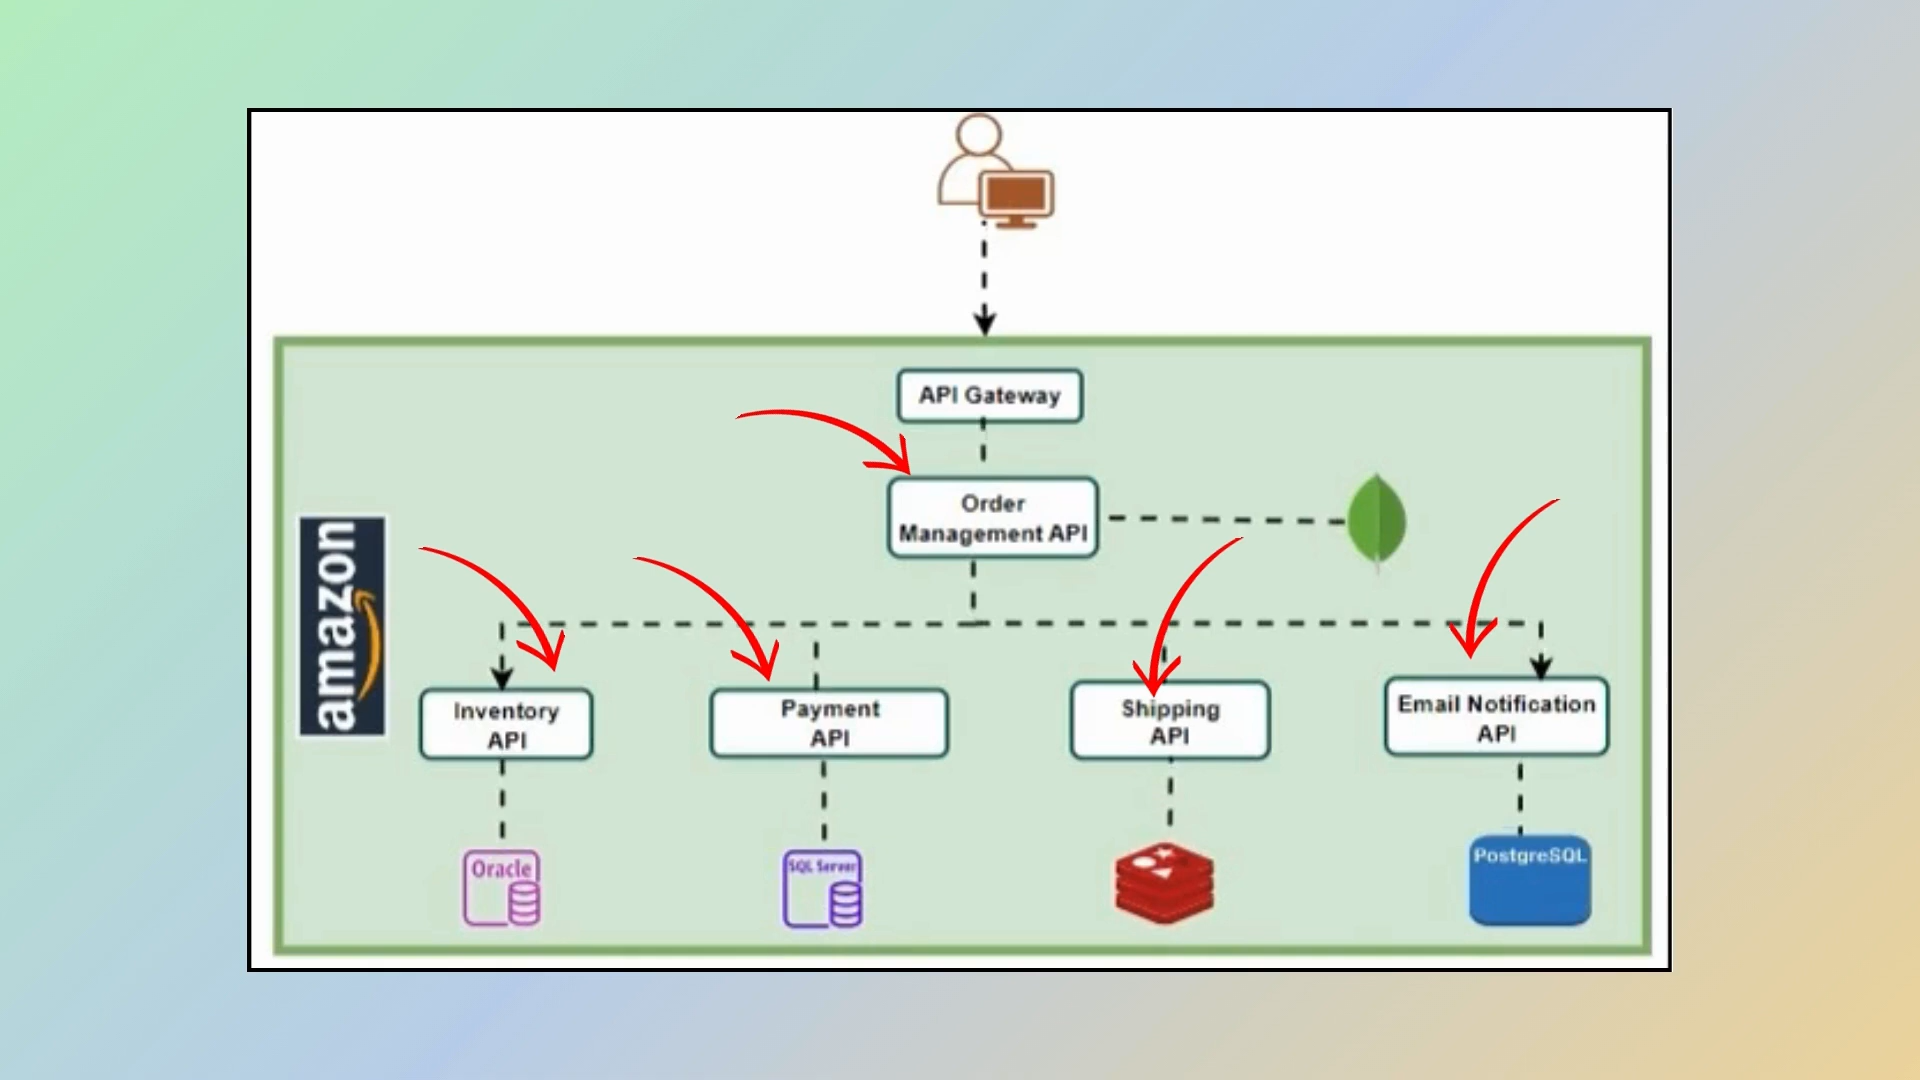 API Gateway
Order
Management API
amazon
Inventory
API
Payment
API
Shipping
API
Email Notification
API
Oracle
SQL Server
PostgreSQL